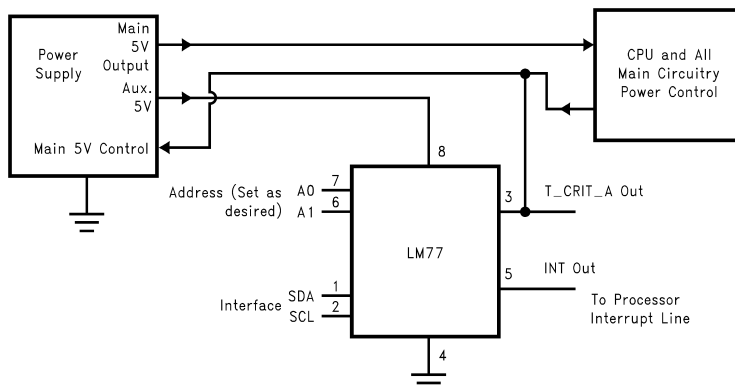 Main
5V
Output
Power
Supply
Aux.
5V
Main 5V Control
CPU and All
Main Circuitry
Power Control
8
Address (Set as
desired)
A0
7
A1
6
3
T_CRIT_A Out
LM77
5
INT Out
Interface
SDA
1
SCL
2
To Processor
Interrupt Line
4